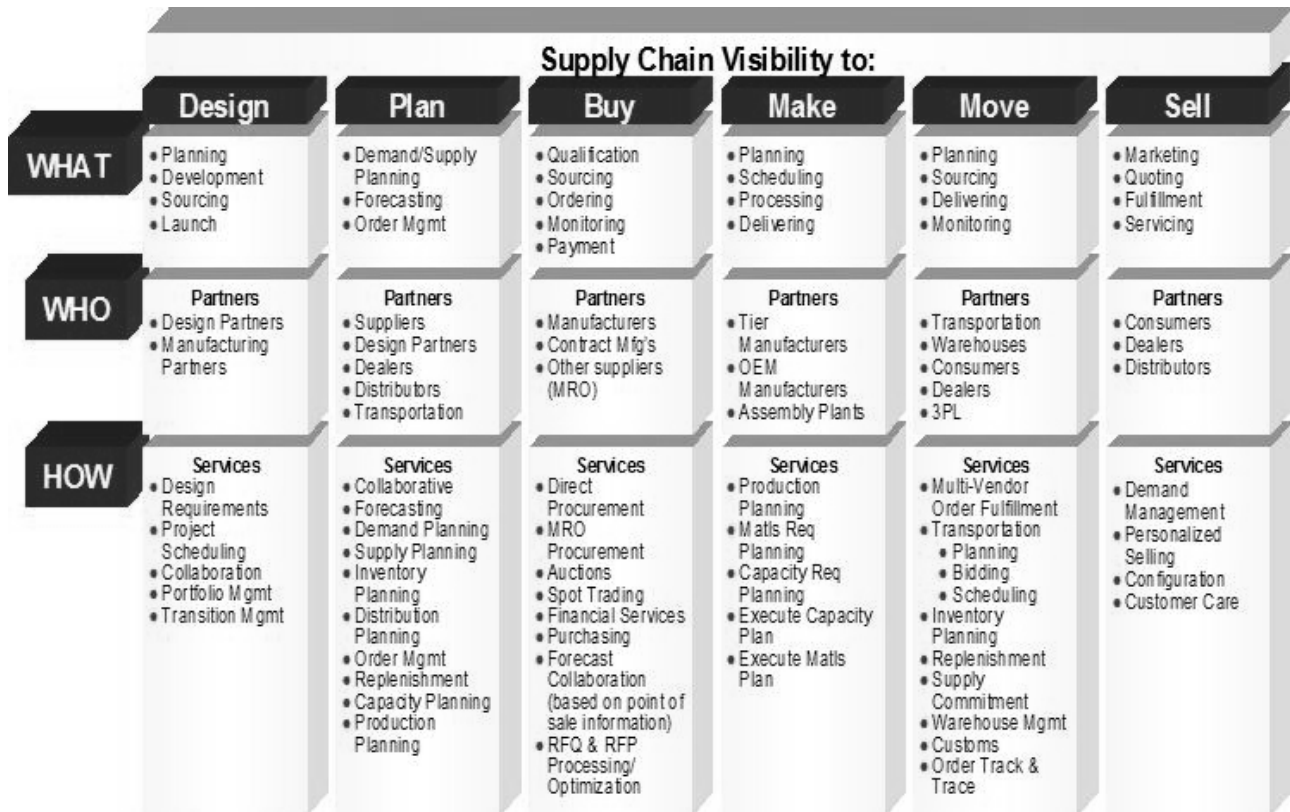 Supply Chain Visibility to:
Design
Plan
Buy
Make
Move
Sell
WHAT
• Planning
• Development
• Sourcing
• Launch
• Demand/Supply
Planning
• Forecasting
• Order Mgmt
• Qualification
• Sourcing
• Ordering
• Monitoring
• Payment
• Planning
• Scheduling
• Processing
• Delivering
• Planning
• Sourcing
• Delivering
• Monitoring
• Marketing
• Quoting
• Fulfillment
• Servicing
WHO
Partners
• Design Partners
• Manufacturing
Partners
Partners
• Suppliers
• Design Partners
• Dealers
• Distributors
• Transportation
Partners
• Manufacturers
• Contract Mfg's
• Other suppliers
(MRO)
Partners
• Tier
Manufacturers
• OEM
Manufacturers
• Assembly Plants
Partners
• Transportation
• Warehouses
• Consumers
• Dealers
• 3PL
Partners
• Consumers
• Dealers
• Distributors
HOW
Services
• Design
Requirements
• Project
Scheduling
• Collaboration
• Portfolio Mgmt
• Transition Mgmt
Services
• Collaborative
• Forecasting
• Demand Planning
• Supply Planning
• Inventory
Planning
• Distribution
Planning
• Order Mgmt
• Replenishment
• Capacity Planning
• Production
Planning
Services
• Direct
Procurement
• MRO
Procurement
• Auctions
• Spot Trading
• Financial Services
• Purchasing
• Forecast
Collaboration
(based on point of
sale information)
• RFQ & RFP
Processing/
Optimization
Services
• Production
Planning
• Matls Req
Planning
• Capacity Req
Planning
• Execute Capacity
Plan
• Execute Matls
Plan
Services
• Multi-Vendor
Order Fulfillment
• Transportation
• Planning
• Bidding
• Scheduling
• Inventory
Planning
• Replenishment
• Supply
Commitment
• Warehouse Mgmt
• Customs
• Order Track &
Trace
Services
• Demand
Management
• Personalized
Selling
• Configuration
• Customer Care